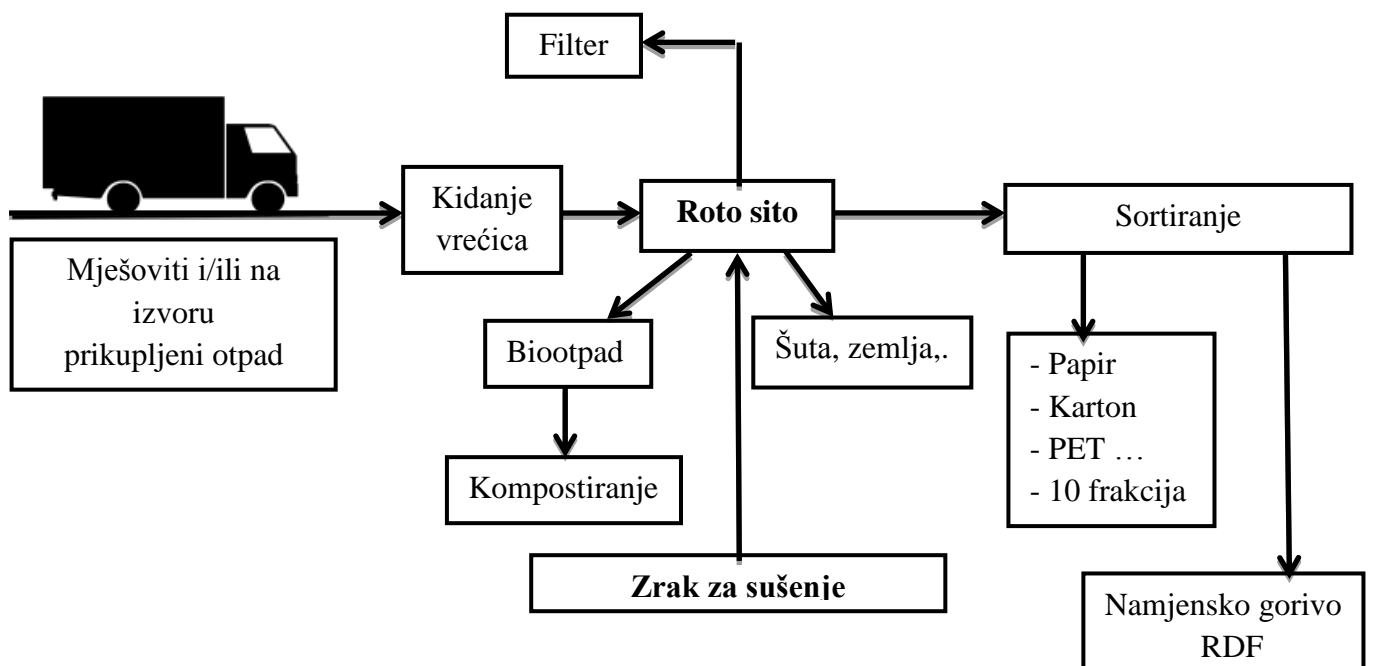 Filter
Kidanje
vrećica
Roto sito
Sortiranje
Mješoviti i/ili na
izvoru
prikupljeni otpad
Biootpad
Šuta, zemlja,.
- Papir
- Karton
- PET …
- 10 frakcija
Kompostiranje
Zrak za sušenje
Namjensko gorivo
RDF